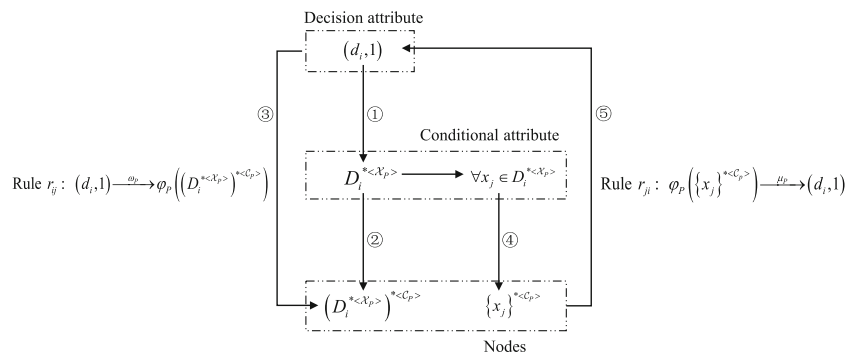 Decision attribute
(d_i,1)
③
①
⑤
Conditional attribute
Rule r_ij : (d_i,1) —ω_P→ φ_P((D_i^{*<𝒳_P>})^{*<𝒞_P>})
D_i^{*<𝒳_P>} → ∀x_j ∈ D_i^{*<𝒳_P>}
Rule r_ji : φ_P({x_j}^{*<𝒞_P>}) —μ_P→ (d_i,1)
②
④
(D_i^{*<𝒳_P>})^{*<𝒞_P>}
{x_j}^{*<𝒞_P>}
Nodes